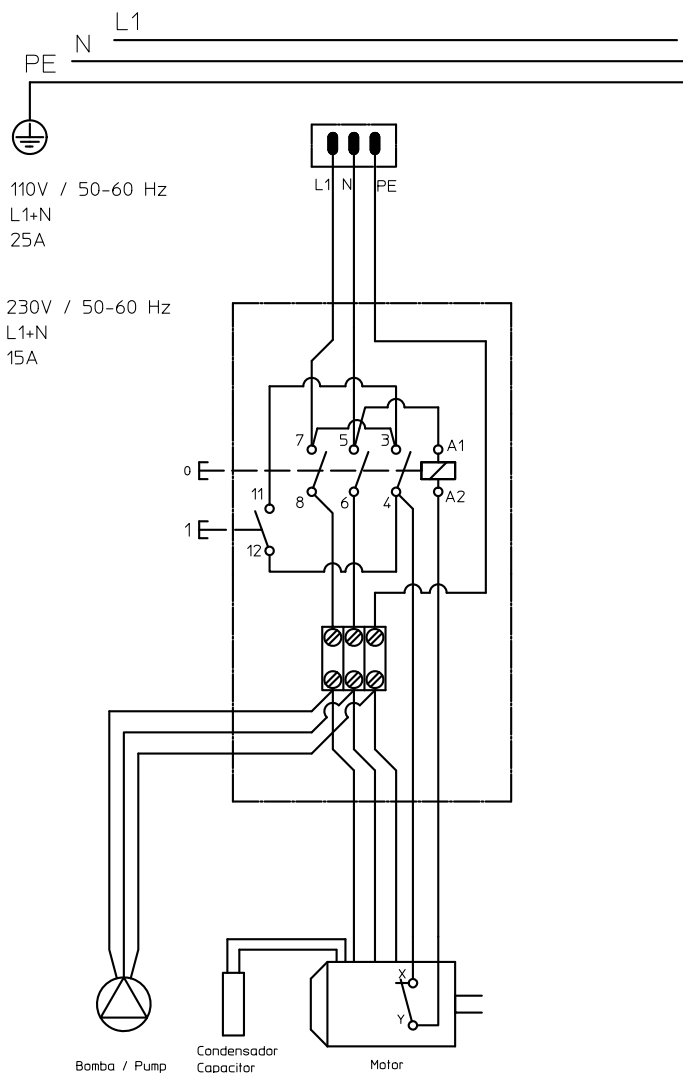 L1
N
PE
L1 N PE
110V / 50-60 Hz
L1+N
25A
230V / 50-60 Hz
L1+N
15A
7 5 3 A1
0
11 8 6 4 A2
1
12
X
Y
Bomba / Pump
Condensador
Capacitor
Motor